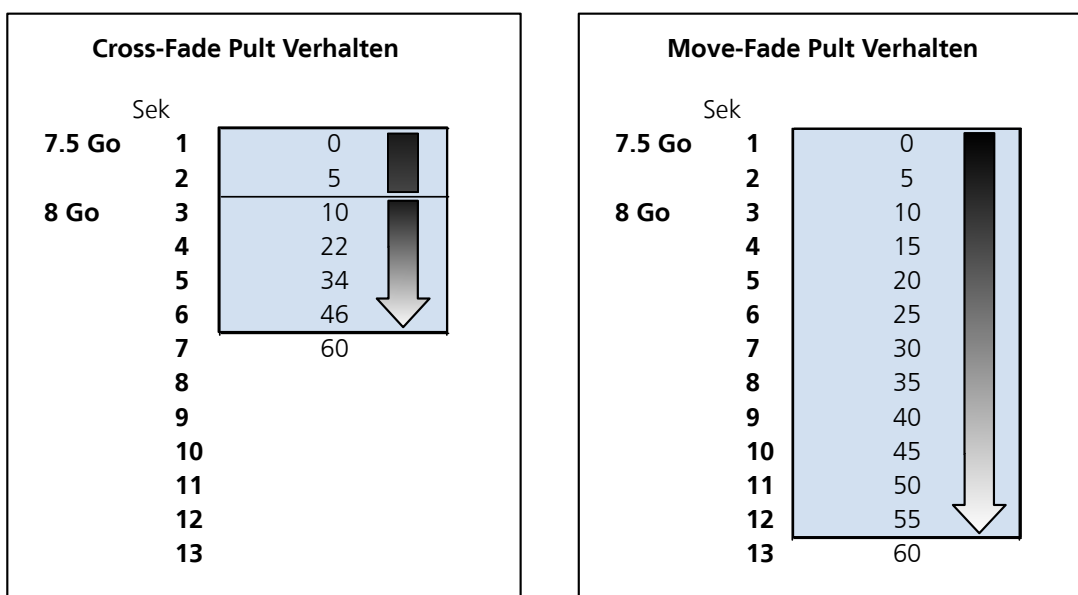 Cross-Fade Pult Verhalten
Sek
7.5 Go 1 0
2 5
8 Go 3 10
4 22
5 34
6 46
7 60
8
9
10
11
12
13
Move-Fade Pult Verhalten
Sek
7.5 Go 1 0
2 5
8 Go 3 10
4 15
5 20
6 25
7 30
8 35
9 40
10 45
11 50
12 55
13 60